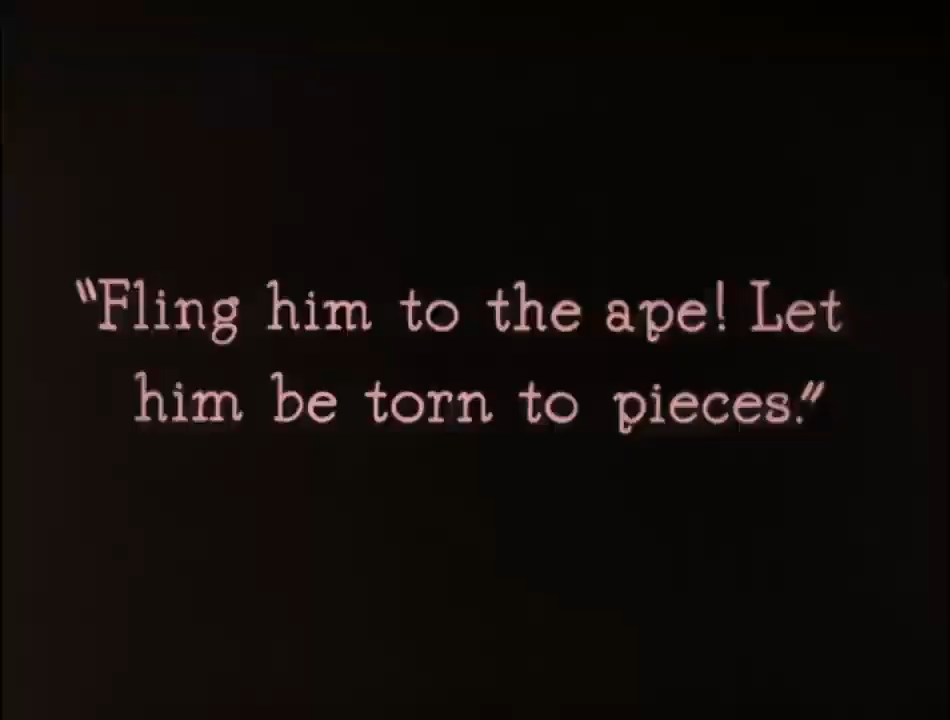 “Fling him to the ape! Let
him be torn to pieces.”